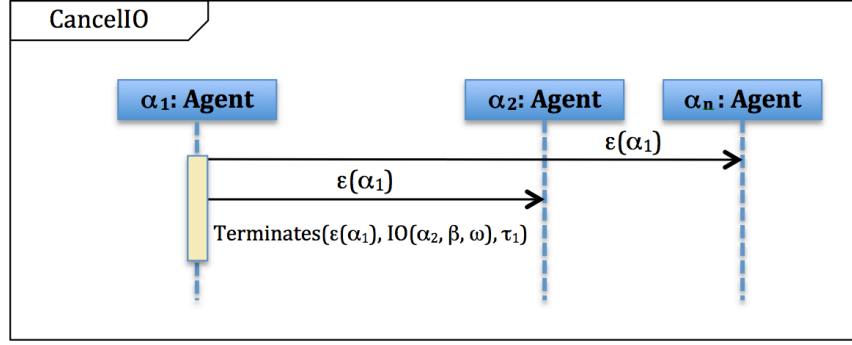 CancelIO
α₁: Agent
α₂: Agent
αₙ: Agent
ε(α₁)
ε(α₁)
Terminates(ε(α₁), IO(α₂, β, ω), τ₁)